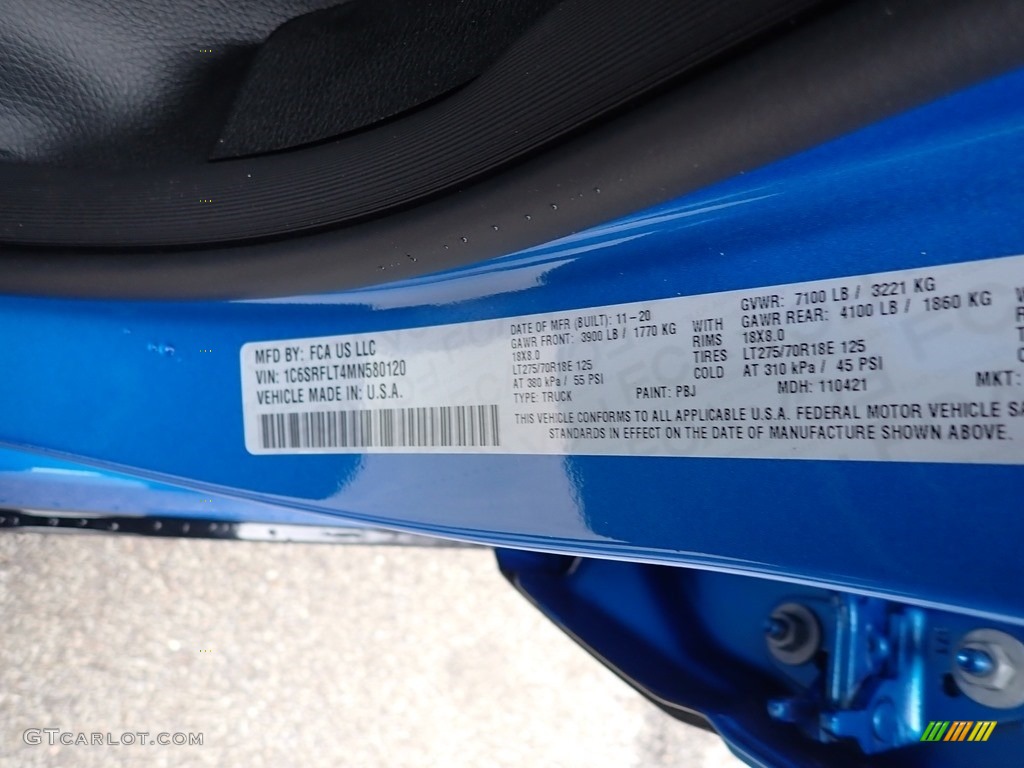 MFD BY: FCA US LLC
VIN: 1C6SRFLT4MN580120
VEHICLE MADE IN: U.S.A.
DATE OF MFR (BUILT): 11-20
GAWR FRONT: 3900 LB / 1770 KG
18X8.0
LT275/70R18E 125
AT 380 kPa / 55 PSI
TYPE: TRUCK
PAINT: PBJ
WITH
RIMS
TIRES
COLD
GVWR: 7100 LB / 3221 KG
GAWR REAR: 4100 LB / 1860 KG
18X8.0
LT275/70R18E 125
AT 310 kPa / 45 PSI
MDH: 110421
MKT:
THIS VEHICLE CONFORMS TO ALL APPLICABLE U.S.A. FEDERAL MOTOR VEHICLE SA
STANDARDS IN EFFECT ON THE DATE OF MANUFACTURE SHOWN ABOVE.
GTCARLOT.COM